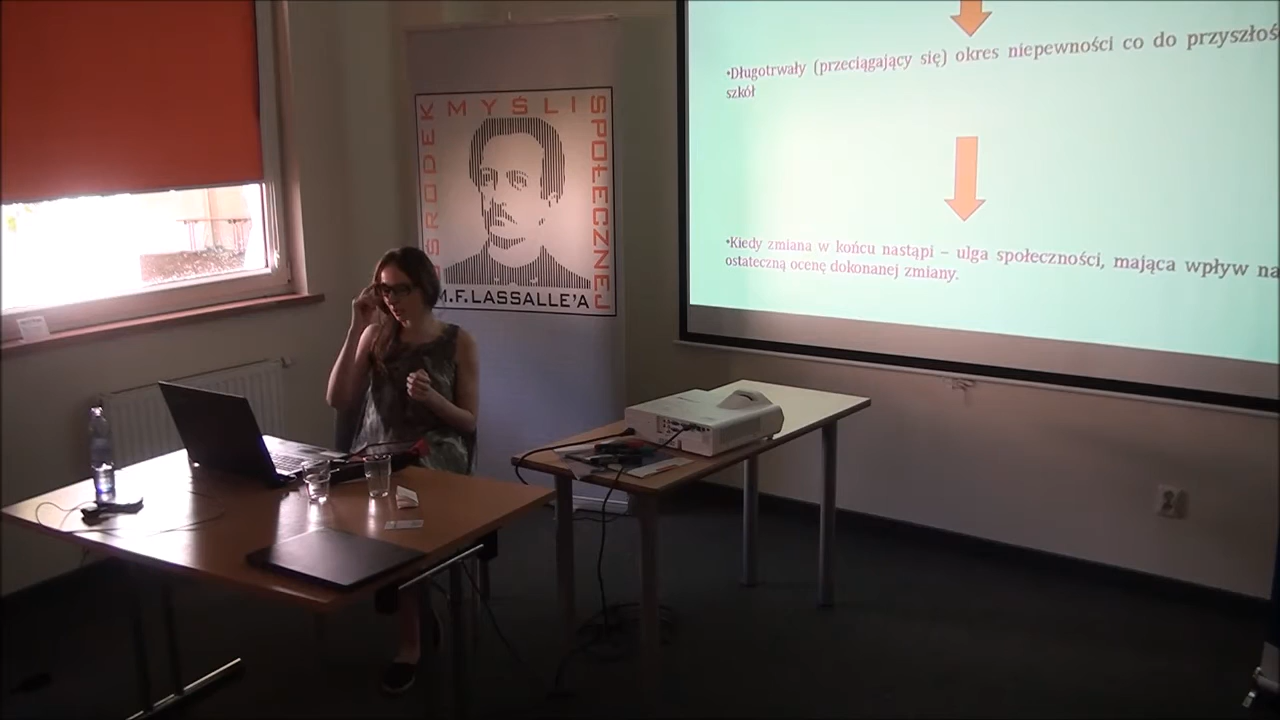 OŚRODEK MYŚLI SPOŁECZNEJ
IM. F. LASSALLE'A
•Długotrwały (przeciągający się) okres niepewności co do
szkół
•Kiedy zmiana w końcu nastąpi – ulga społeczności, mająca wpływ na
ostateczną ocenę dokonanej zmiany.